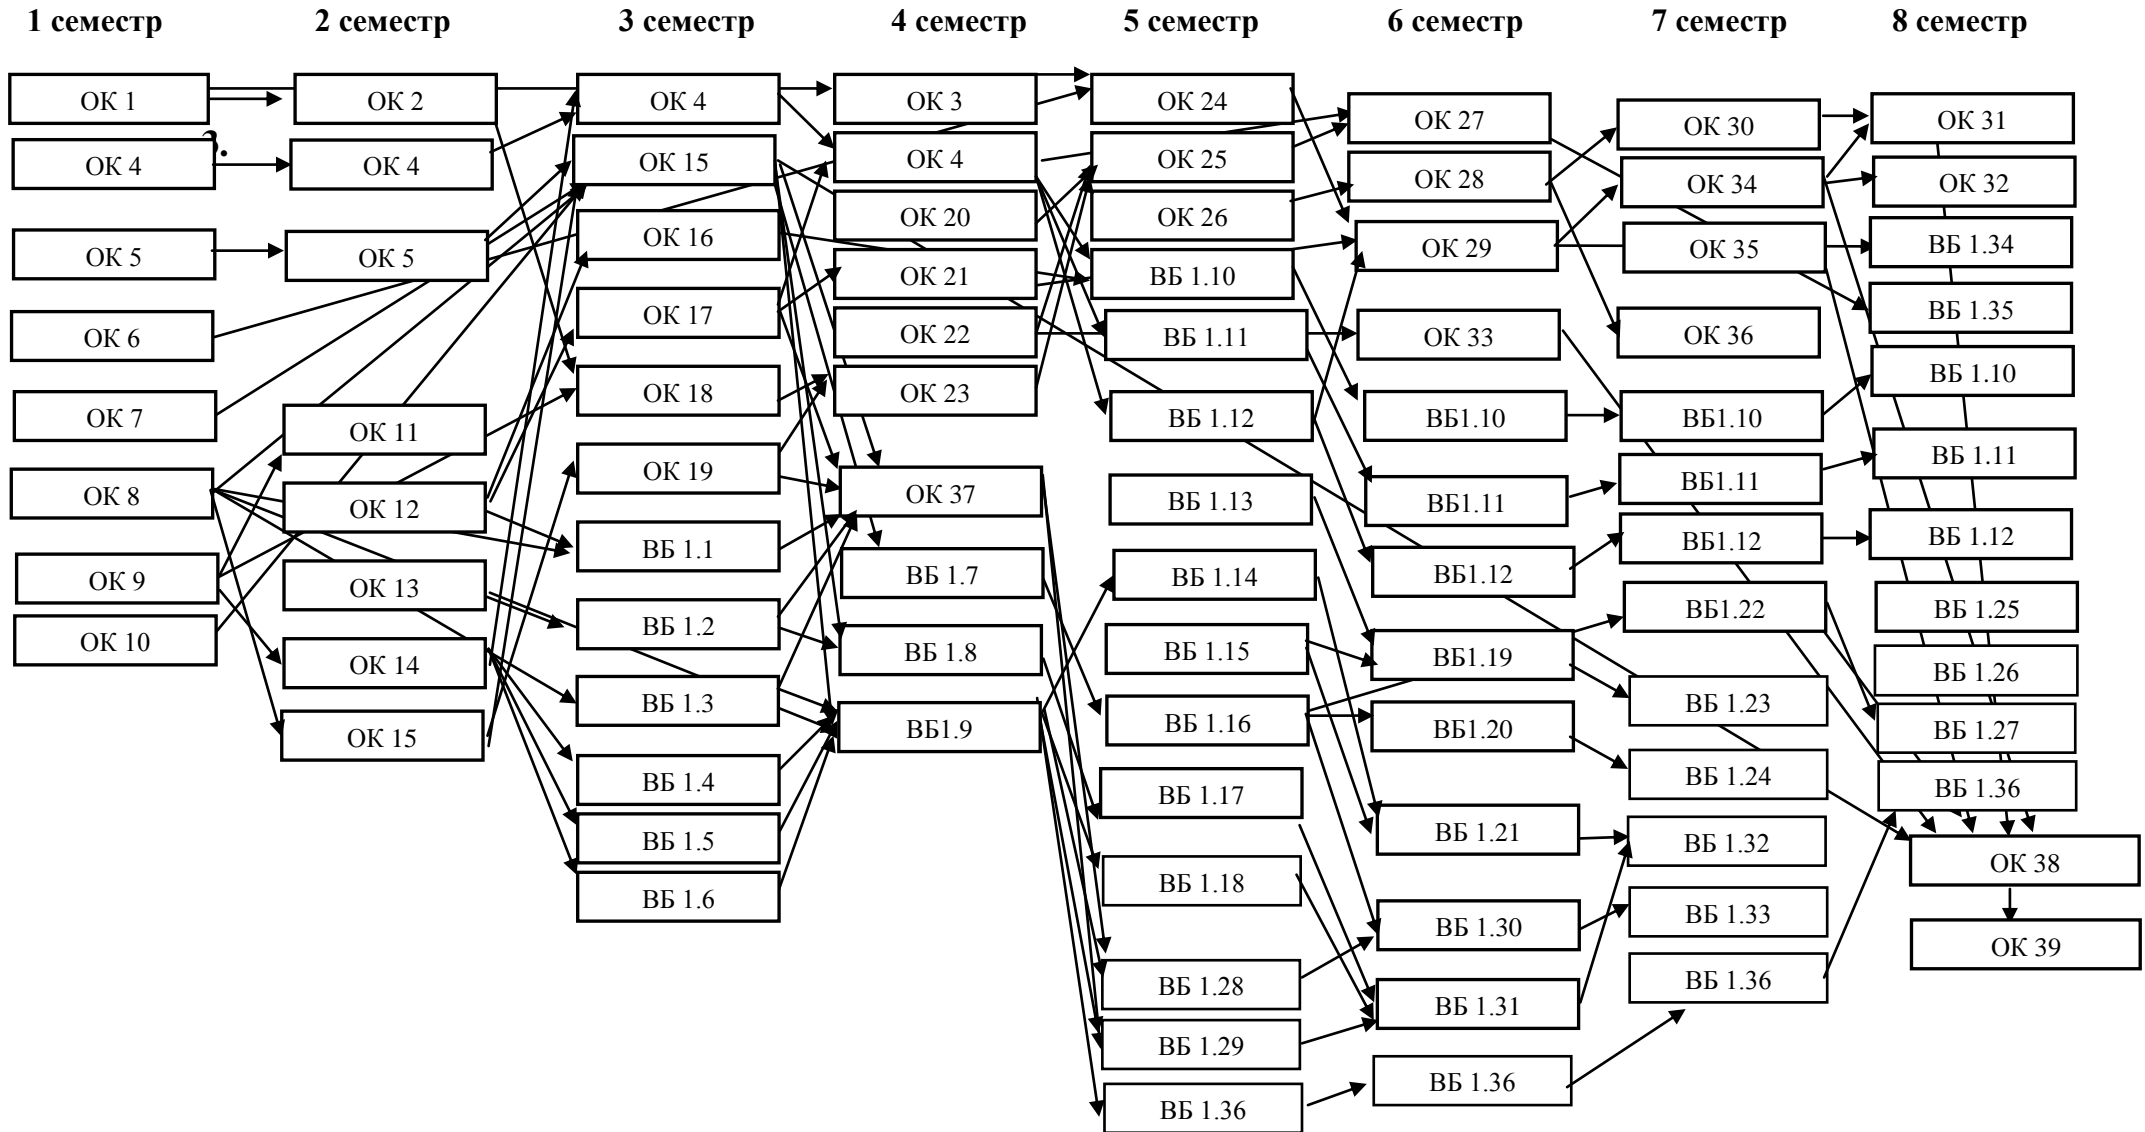 1 семестр
2 семестр
3 семестр
4 семестр
5 семестр
6 семестр
7 семестр
8 семестр
ОК 1
ОК 4
ОК 5
ОК 6
ОК 7
ОК 8
ОК 9
ОК 10
ОК 2
ОК 4
ОК 5
ОК 11
ОК 12
ОК 13
ОК 14
ОК 15
ОК 4
ОК 15
ОК 16
ОК 17
ОК 18
ОК 19
ВБ 1.1
ВБ 1.2
ВБ 1.3
ВБ 1.4
ВБ 1.5
ВБ 1.6
ОК 3
ОК 4
ОК 20
ОК 21
ОК 22
ОК 23
ОК 37
ВБ 1.7
ВБ 1.8
ВБ1.9
ОК 24
ОК 25
ОК 26
ВБ 1.10
ВБ 1.11
ВБ 1.12
ВБ 1.13
ВБ 1.14
ВБ 1.15
ВБ 1.16
ВБ 1.17
ВБ 1.18
ВБ 1.28
ВБ 1.29
ВБ 1.36
ОК 27
ОК 28
ОК 29
ОК 33
ВБ1.10
ВБ1.11
ВБ1.12
ВБ1.19
ВБ1.20
ВБ 1.21
ВБ 1.30
ВБ 1.31
ВБ 1.36
ОК 30
ОК 34
ОК 35
ОК 36
ВБ1.10
ВБ1.11
ВБ1.12
ВБ1.22
ВБ 1.23
ВБ 1.24
ВБ 1.32
ВБ 1.33
ВБ 1.36
ОК 31
ОК 32
ВБ 1.34
ВБ 1.35
ВБ 1.10
ВБ 1.11
ВБ 1.12
ВБ 1.25
ВБ 1.26
ВБ 1.27
ВБ 1.36
ОК 38
ОК 39